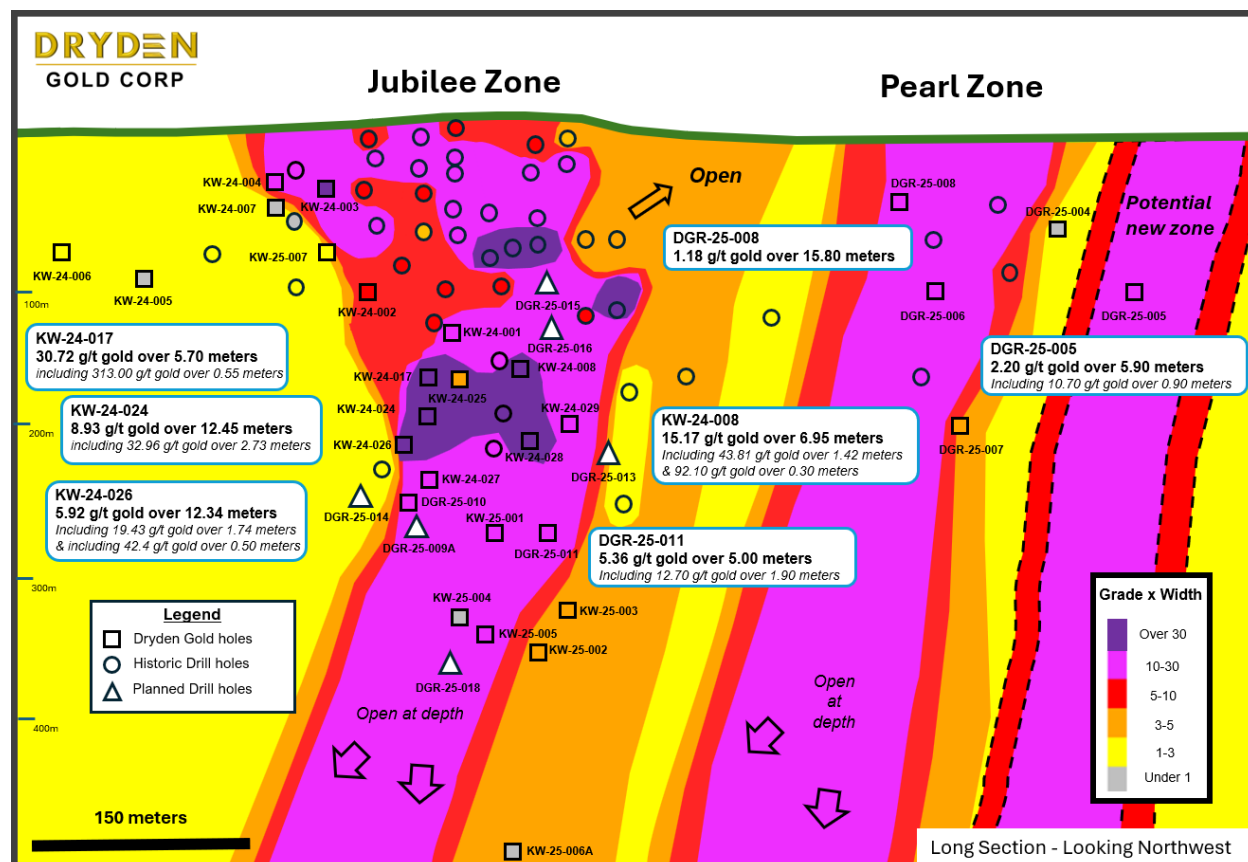 DRYDEN
GOLD CORP
Jubilee Zone
Pearl Zone
KW-24-004
KW-24-003
KW-24-007
KW-25-007
KW-24-006
KW-24-005
KW-24-002
Open
DGR-25-008
DGR-25-004
Potential
new zone
DGR-25-008
1.18 g/t gold over 15.80 meters
DGR-25-006
DGR-25-005
100m
DGR-25-015
DGR-25-016
KW-24-001
KW-24-017
30.72 g/t gold over 5.70 meters
including 313.00 g/t gold over 0.55 meters
KW-24-017
KW-24-025
KW-24-008
DGR-25-005
2.20 g/t gold over 5.90 meters
Including 10.70 g/t gold over 0.90 meters
KW-24-024
8.93 g/t gold over 12.45 meters
including 32.96 g/t gold over 2.73 meters
KW-24-024
KW-24-029
KW-24-008
15.17 g/t gold over 6.95 meters
Including 43.81 g/t gold over 1.42 meters
& 92.10 g/t gold over 0.30 meters
200m
KW-24-026
KW-24-028
DGR-25-007
DGR-25-013
KW-24-027
KW-24-026
5.92 g/t gold over 12.34 meters
Including 19.43 g/t gold over 1.74 meters
& including 42.4 g/t gold over 0.50 meters
DGR-25-014
DGR-25-010
KW-25-001
DGR-25-009A
DGR-25-011
DGR-25-011
5.36 g/t gold over 5.00 meters
Including 12.70 g/t gold over 1.90 meters
300m
KW-25-004
KW-25-003
KW-25-005
KW-25-002
DGR-25-018
Legend
Dryden Gold holes
Historic Drill holes
Planned Drill holes
Open at depth
Open
at
depth
400m
Grade x Width
Over 30
10-30
5-10
3-5
1-3
Under 1
150 meters
KW-25-006A
Long Section - Looking Northwest